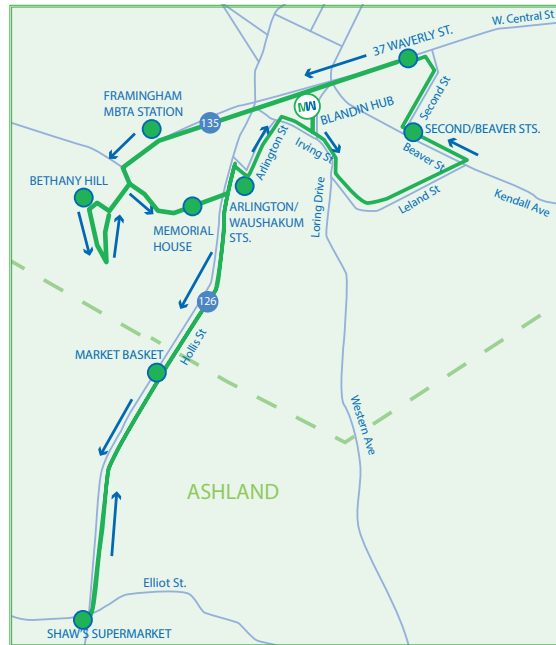 W. Central St
37 WAVERLY ST.
FRAMINGHAM
MBTA STATION
135
MW
BLANDIN HUB
Second St
SECOND/BEAVER STS.
Beaver St
Irving St
Arlington St
BETHANY HILL
Leland St
Kendall Ave
Loring Drive
MEMORIAL
HOUSE
ARLINGTON/
WAUSHAKUM
STS.
126
Hollis St
MARKET BASKET
Western Ave
ASHLAND
Elliot St.
SHAW'S SUPERMARKET